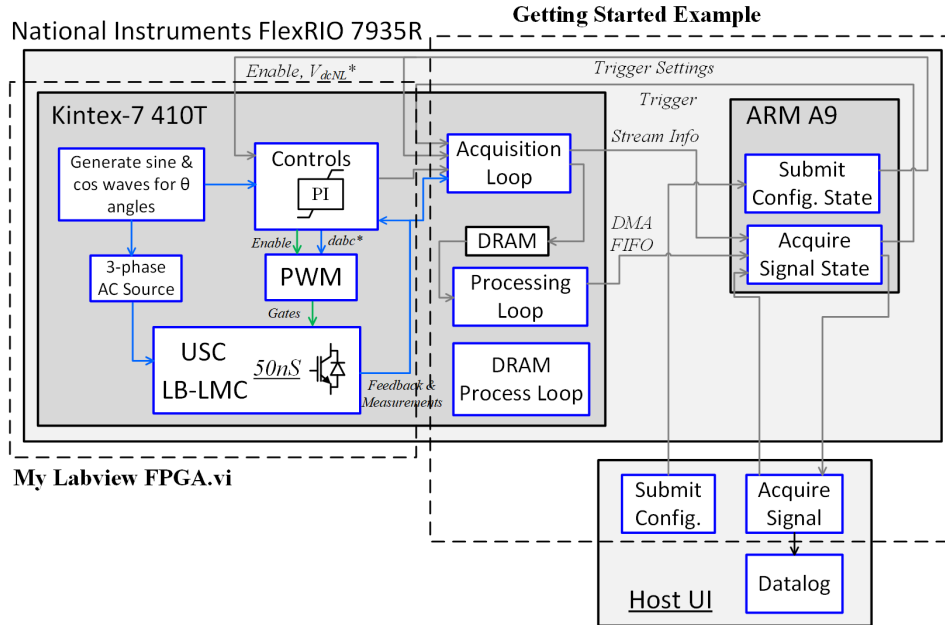 Getting Started Example
National Instruments FlexRIO 7935R
Enable, VdcNL*
Trigger Settings
Trigger
Kintex-7 410T
ARM A9
Generate sine &
cos waves for θ
angles
Controls
PI
Acquisition
Loop
Stream Info
Submit
Config. State
Enable
dabc*
DRAM
DMA
FIFO
Acquire
Signal State
3-phase
AC Source
PWM
Processing
Loop
Gates
USC
LB-LMC
50nS
Feedback &
Measurements
DRAM
Process Loop
My Labview FPGA.vi
Submit
Config.
Acquire
Signal
Datalog
Host UI